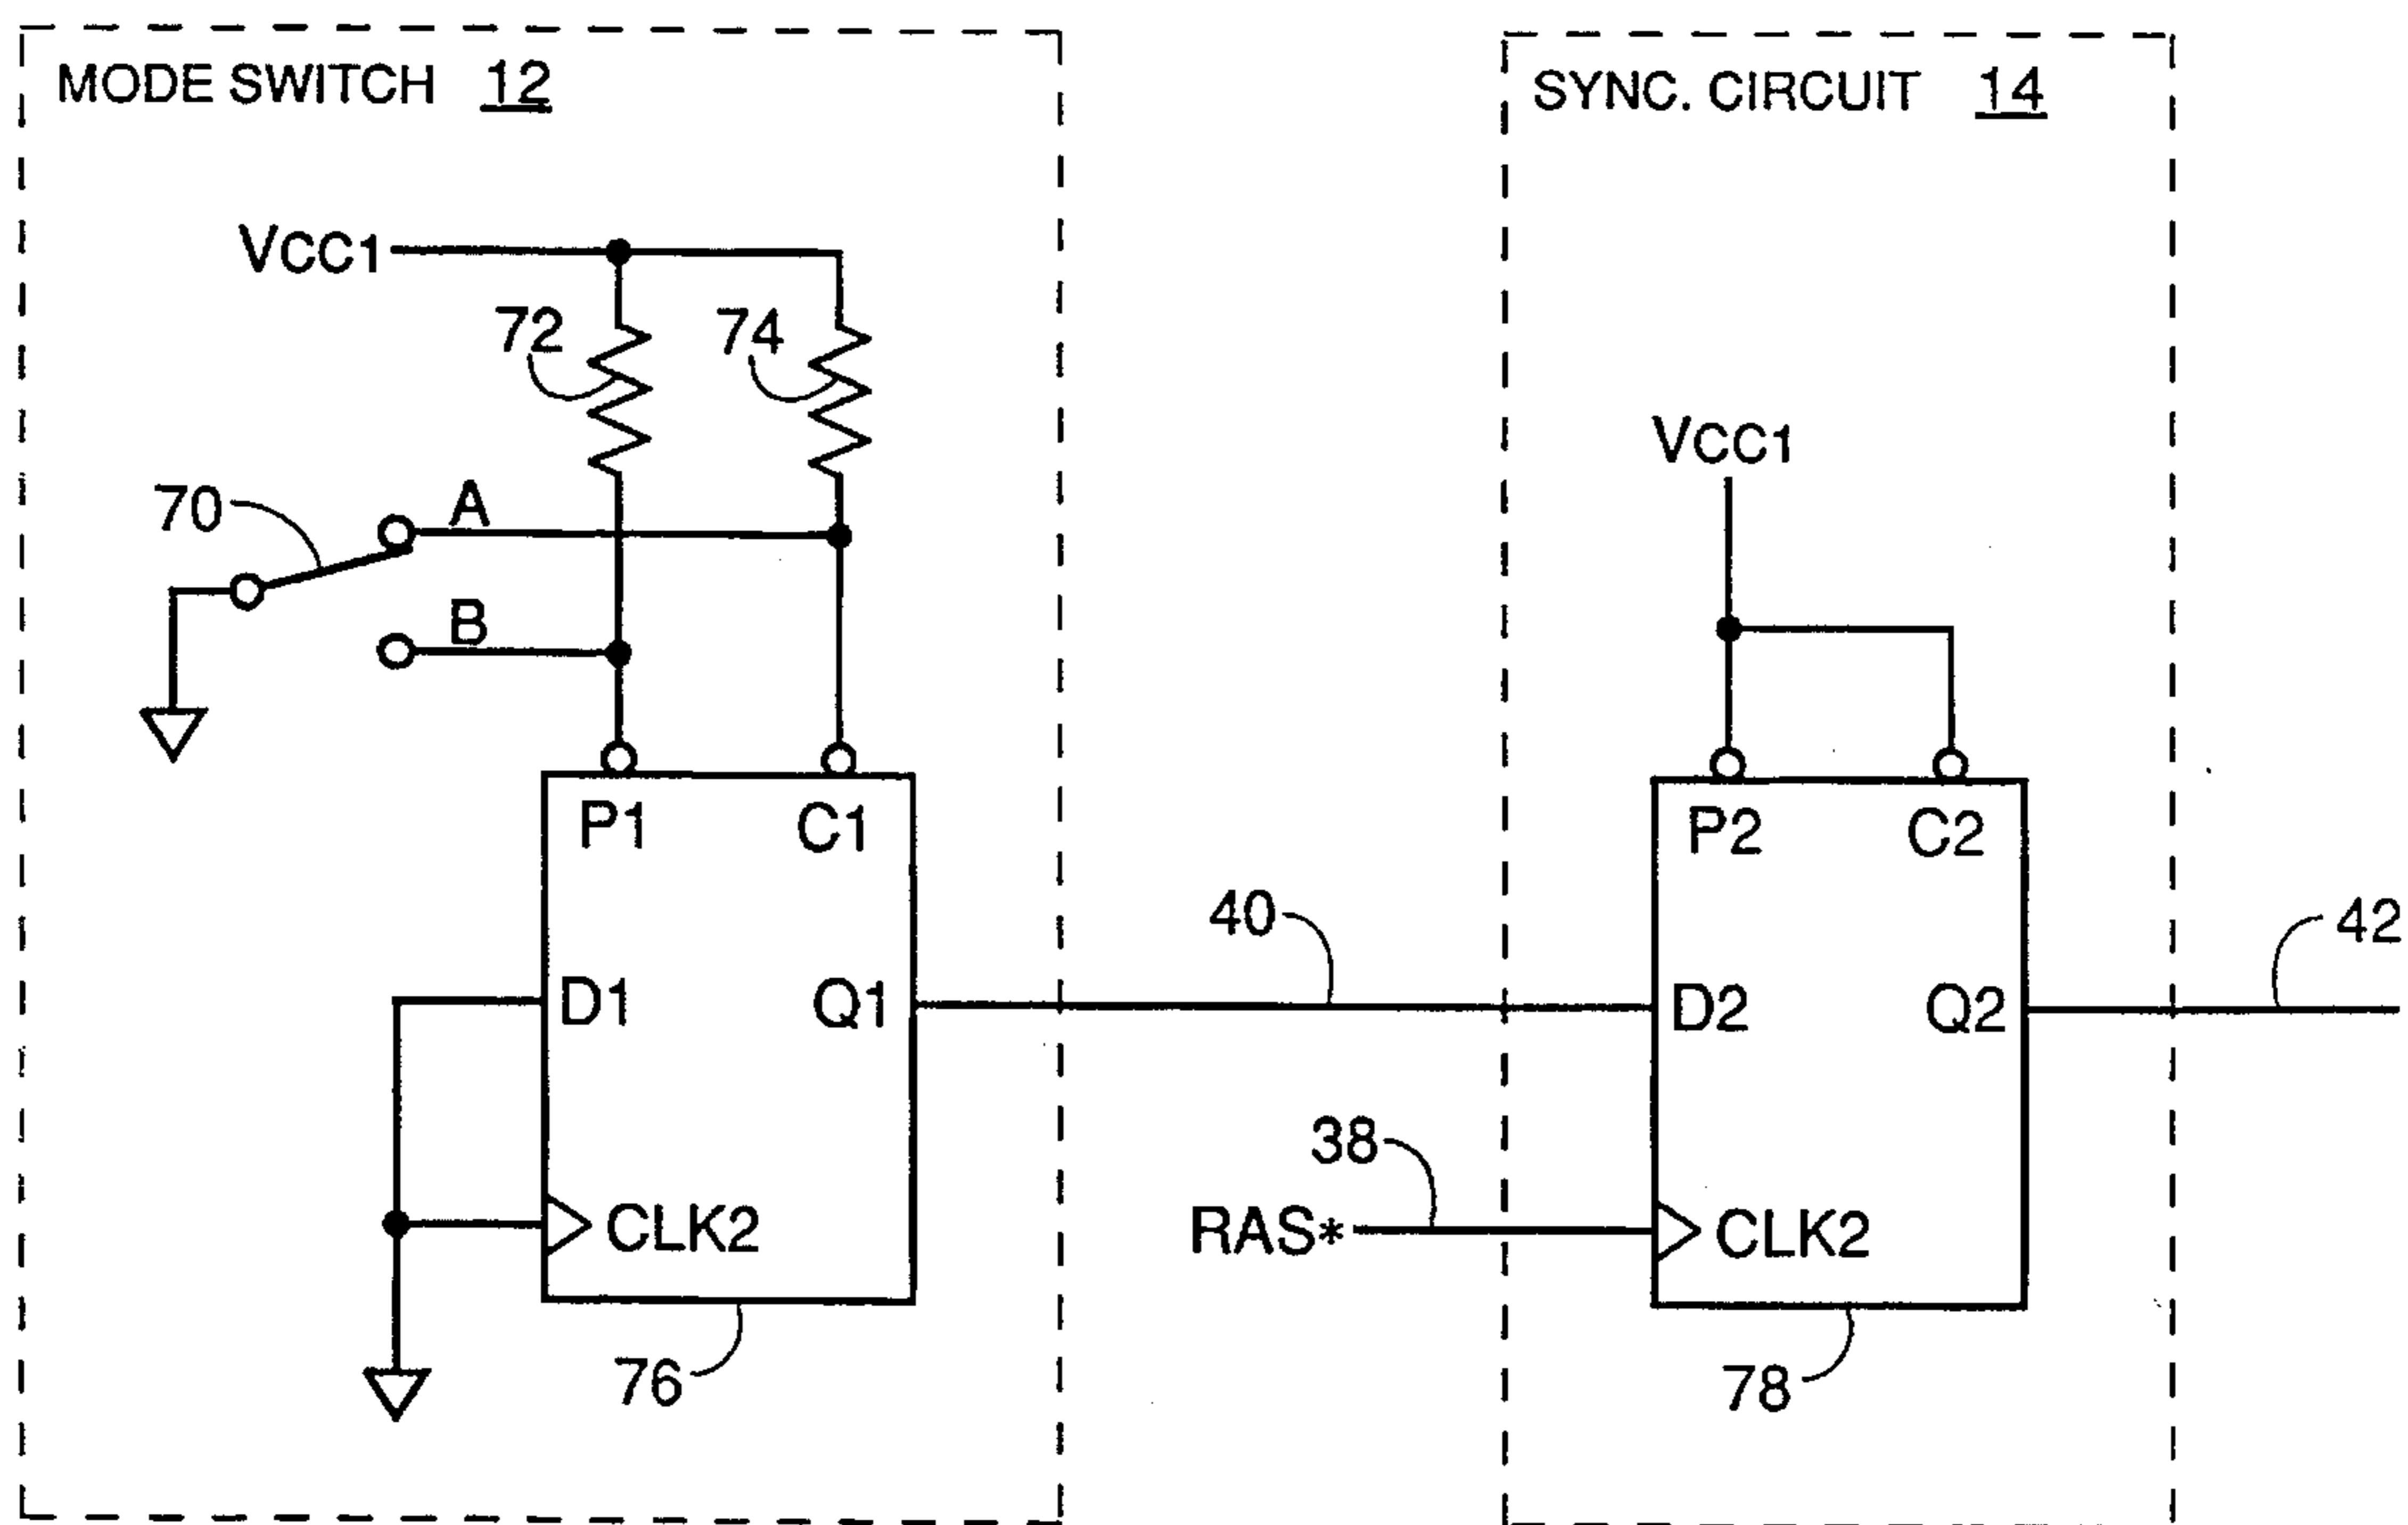 MODE SWITCH 12
SYNC. CIRCUIT 14
VCC1
72
74
VCC1
70
A
B
P1
C1
P2
C2
40
42
D1
Q1
D2
Q2
38
CLK2
RAS*
CLK2
76
78